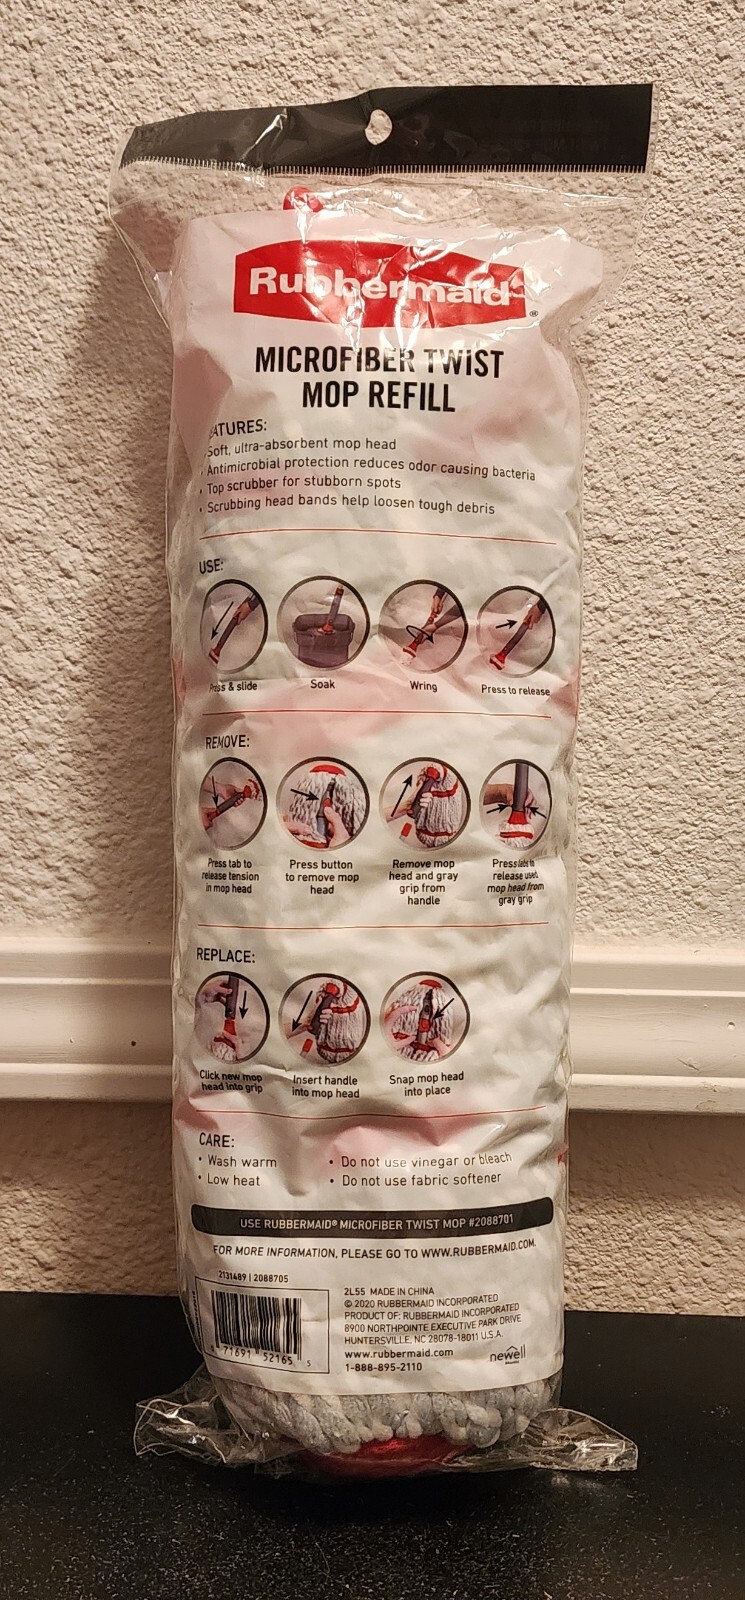 Rubbermaid®
MICROFIBER TWIST
MOP REFILL
ATURES:
Soft, ultra-absorbent mop head
• Antimicrobial protection reduces odor causing bacteria
• Top scrubber for stubborn spots
• Scrubbing head bands help loosen tough debris
USE:
Press & slide
Soak
Wring
Press to release
REMOVE:
Press tab to
release tension
in mop head
Press button
to remove mop
head
Remove mop
head and gray
grip from
handle
Press tabs to
release used
mop head from
gray grip
REPLACE:
Click new mop
head into grip
Insert handle
into mop head
Snap mop head
into place
CARE:
• Wash warm
• Low heat
• Do not use vinegar or bleach
• Do not use fabric softener
USE RUBBERMAID® MICROFIBER TWIST MOP #2088701
FOR MORE INFORMATION, PLEASE GO TO WWW.RUBBERMAID.COM.
2131489 | 2088705
71691 52165 5
2L55 MADE IN CHINA
© 2020 RUBBERMAID INCORPORATED
PRODUCT OF: RUBBERMAID INCORPORATED
8900 NORTHPOINTE EXECUTIVE PARK DRIVE
HUNTERSVILLE, NC 28078-18011 U.S.A.
www.rubbermaid.com
1-888-895-2110
newell